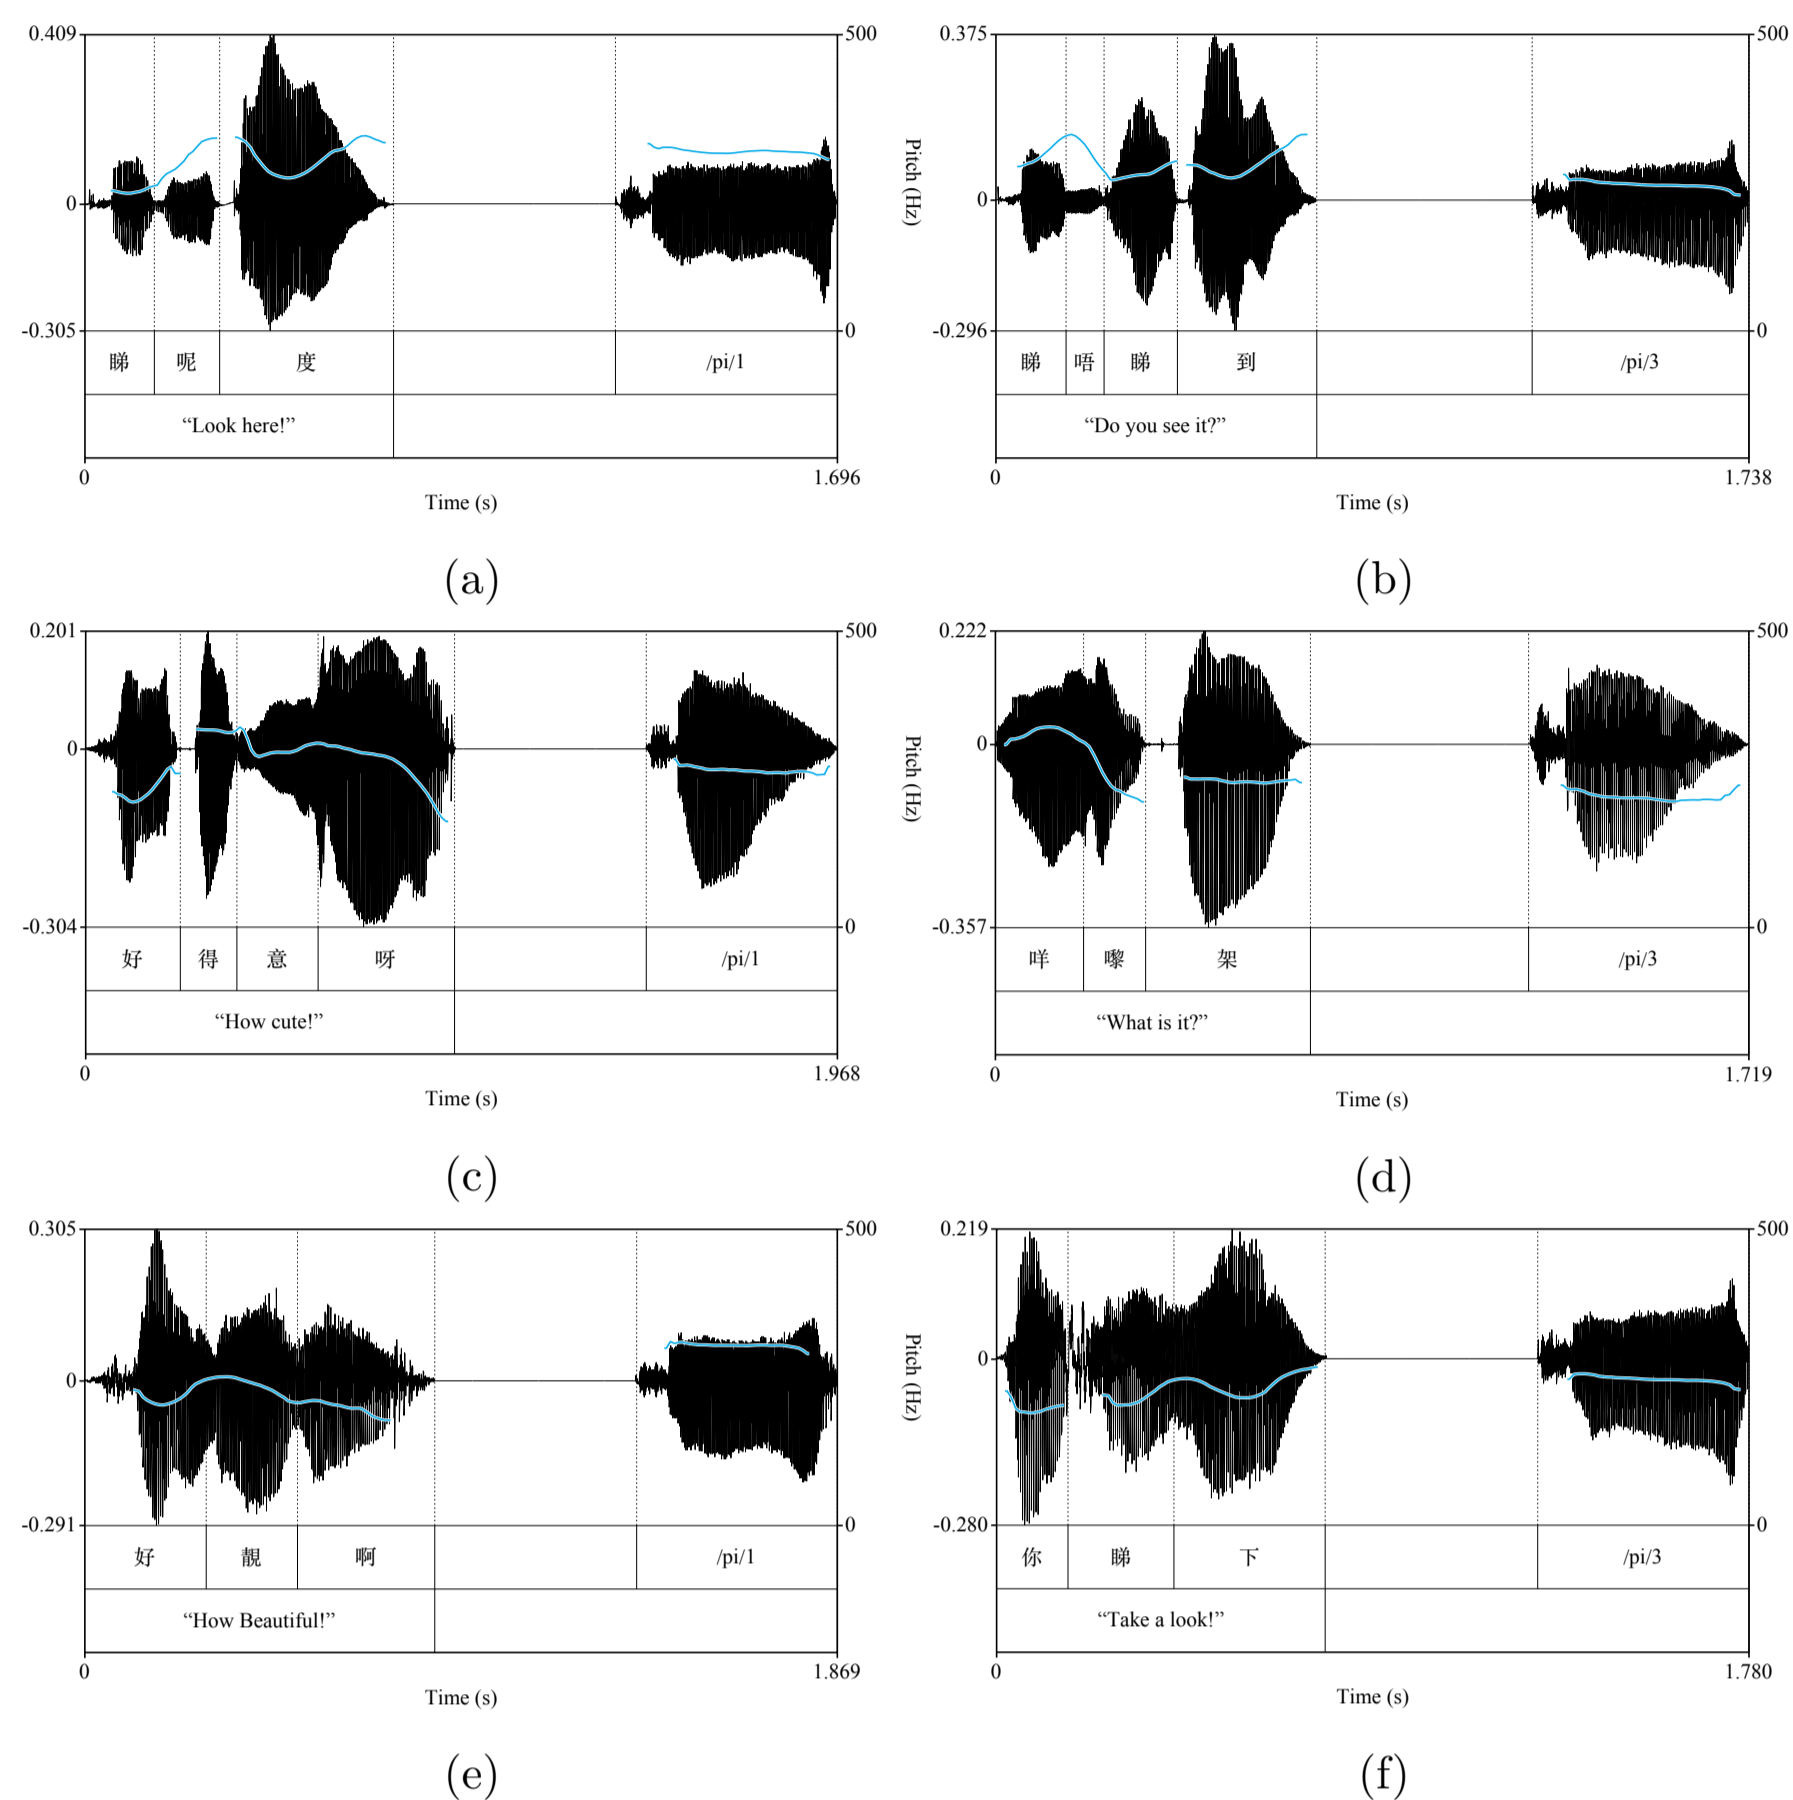 0.409 500
0
-0.305 0
睇 呢 度 /pi/1
“Look here!”
0 1.696
Time (s)
Pitch (Hz)
(a)
0.375 500
0
-0.296 0
睇 唔 睇 到 /pi/3
“Do you see it?”
0 1.738
Time (s)
(b)
0.201 500
0
-0.304 0
好 得 意 呀 /pi/1
“How cute!”
0 1.968
Time (s)
Pitch (Hz)
(c)
0.222 500
0
-0.357 0
咩 嚟 架 /pi/3
“What is it?”
0 1.719
Time (s)
(d)
0.305 500
0
-0.291 0
好 靚 啊 /pi/1
“How Beautiful!”
0 1.869
Time (s)
Pitch (Hz)
(e)
0.219 500
0
-0.280 0
你 睇 下 /pi/3
“Take a look!”
0 1.780
Time (s)
(f)